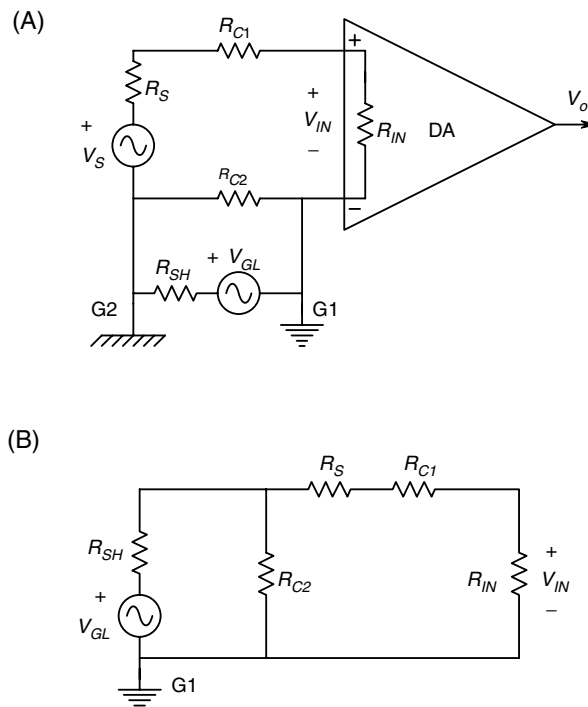 (A)
R_C1
+
R_S
+
V_S
+
V_IN
−
R_IN
DA
V_o
R_C2
−
R_SH
+ V_GL
G2
G1
(B)
R_S
R_C1
R_SH
+
V_GL
R_C2
R_IN
+
V_IN
−
G1